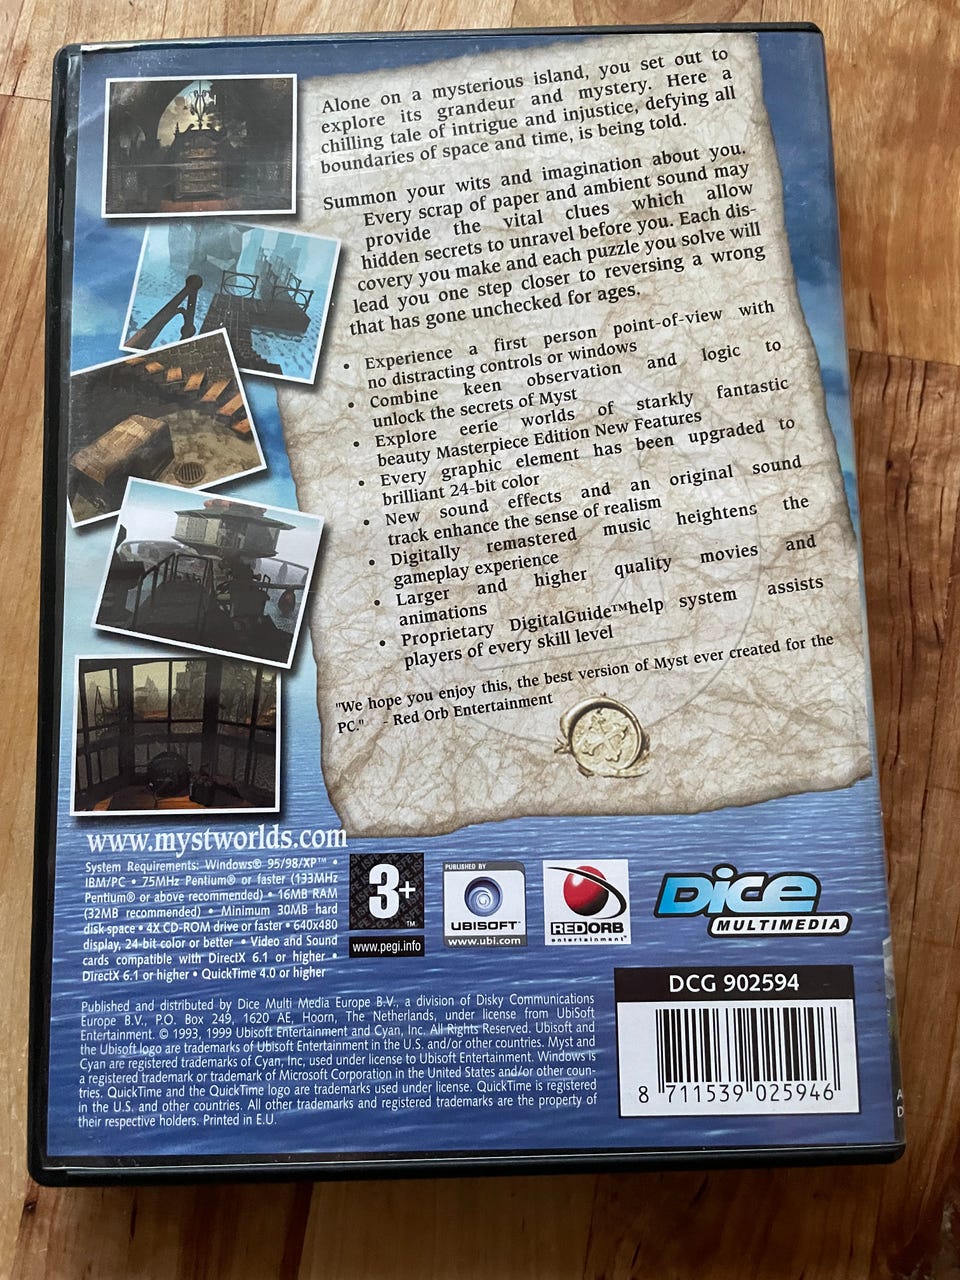 Alone on a mysterious island, you set out to
explore its grandeur and mystery. Here a
chilling tale of intrigue and injustice, defying all
boundaries of space and time, is being told.
Summon your wits and imagination about you.
Every scrap of paper and ambient sound may
provide the vital clues which allow
hidden secrets to unravel before you. Each dis-
covery you make and each puzzle you solve will
lead you one step closer to reversing a wrong
that has gone unchecked for ages.
• Experience a first person point-of-view with
no distracting controls or windows
• Combine keen observation and logic to
unlock the secrets of Myst
• Explore eerie worlds of starkly fantastic
beauty Masterpiece Edition New Features
• Every graphic element has been upgraded to
brilliant 24-bit color
• New sound effects and an original sound
track enhance the sense of realism
• Digitally remastered music heightens the
gameplay experience
• Larger and higher quality movies and
animations
• Proprietary DigitalGuide™help system assists
players of every skill level
"We hope you enjoy this, the best version of Myst ever created for the
PC." - Red Orb Entertainment
www.mystworlds.com
System Requirements: Windows® 95/98/XP™ •
IBM/PC • 75MHz Pentium® or faster (133MHz
Pentium® or above recommended) • 16MB RAM
(32MB recommended) • Minimum 30MB hard
disk space • 4X CD-ROM drive or faster • 640x480
display, 24-bit color or better • Video and Sound
cards compatible with DirectX 6.1 or higher •
DirectX 6.1 or higher • QuickTime 4.0 or higher
3+
™
www.pegi.info
PUBLISHED BY
UBISOFT
www.ubi.com
REDORB
entertainment™
Dice
MULTIMEDIA
Published and distributed by Dice Multi Media Europe B.V., a division of Disky Communications
Europe B.V., P.O. Box 249, 1620 AE, Hoorn, The Netherlands, under license from UbiSoft
Entertainment. © 1993, 1999 Ubisoft Entertainment and Cyan, Inc. All Rights Reserved. Ubisoft and
the Ubisoft logo are trademarks of Ubisoft Entertainment in the U.S. and/or other countries. Myst and
Cyan are registered trademarks of Cyan, Inc. used under license to Ubisoft Entertainment. Windows is
a registered trademark or trademark of Microsoft Corporation in the United States and/or other coun-
tries. QuickTime and the QuickTime logo are trademarks used under license. QuickTime is registered
in the U.S. and other countries. All other trademarks and registered trademarks are the property of
their respective holders. Printed in E.U.
DCG 902594
8 711539 025946